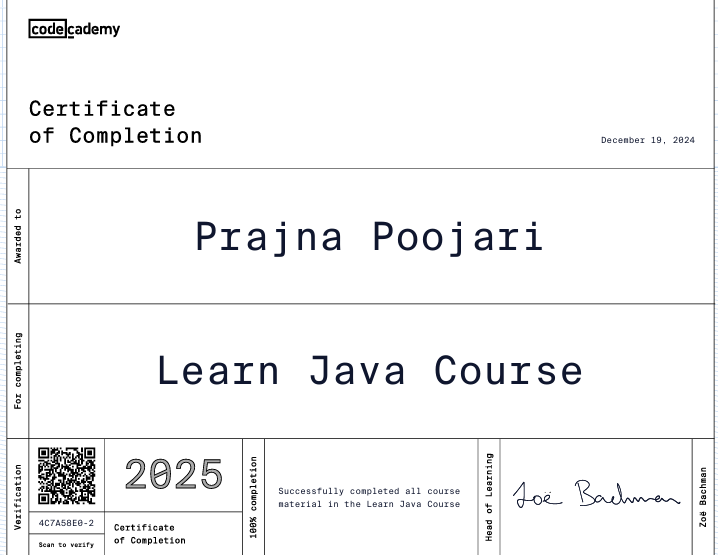 codecademy
Certificate
of Completion
December 19, 2024
Awarded to
Prajna Poojari
For completing
Learn Java Course
Verification
4C7A58E0-2
Scan to verify
2025
Certificate
of Completion
100% completion
Successfully completed all course
material in the Learn Java Course
Head of Learning
Zoë Bachman
Zoë Bachman